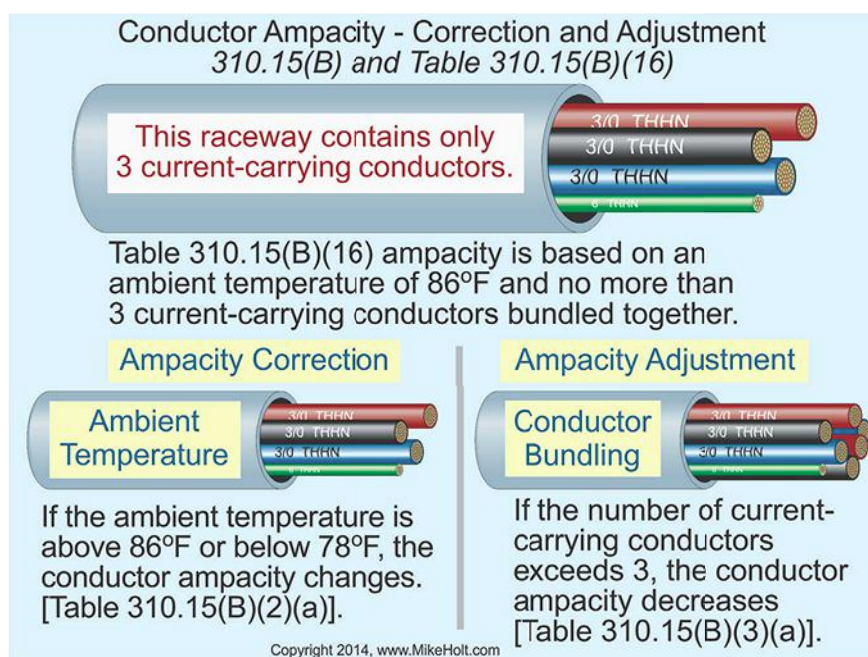 Conductor Ampacity - Correction and Adjustment
310.15(B) and Table 310.15(B)(16)
This raceway contains only
3 current-carrying conductors.
3/0 THHN
3/0 THHN
3/0 THHN
6 THHN
Table 310.15(B)(16) ampacity is based on an
ambient temperature of 86ºF and no more than
3 current-carrying conductors bundled together.
Ampacity Correction
Ambient
Temperature
3/0 THHN
3/0 THHN
3/0 THHN
If the ambient temperature is
above 86ºF or below 78ºF, the
conductor ampacity changes.
[Table 310.15(B)(2)(a)].
Ampacity Adjustment
Conductor
Bundling
3/0 THHN
3/0 THHN
3/0 THHN
If the number of current-
carrying conductors
exceeds 3, the conductor
ampacity decreases
[Table 310.15(B)(3)(a)].
Copyright 2014, www.MikeHolt.com